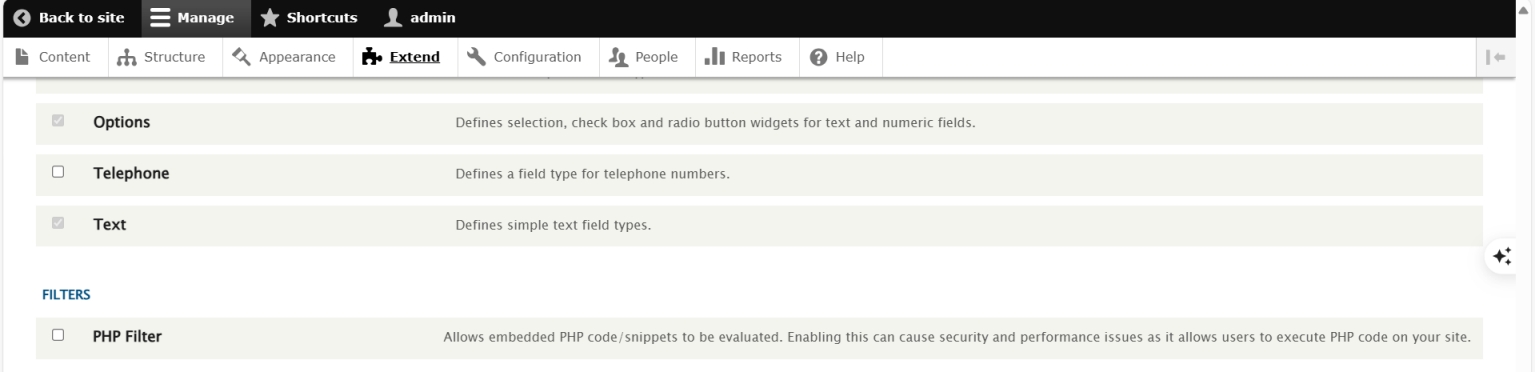 Back to site Manage Shortcuts admin
Content Structure Appearance Extend Configuration People Reports Help
Options Defines selection, check box and radio button widgets for text and numeric fields.
Telephone Defines a field type for telephone numbers.
Text Defines simple text field types.
FILTERS
PHP Filter Allows embedded PHP code/snippets to be evaluated. Enabling this can cause security and performance issues as it allows users to execute PHP code on your site.